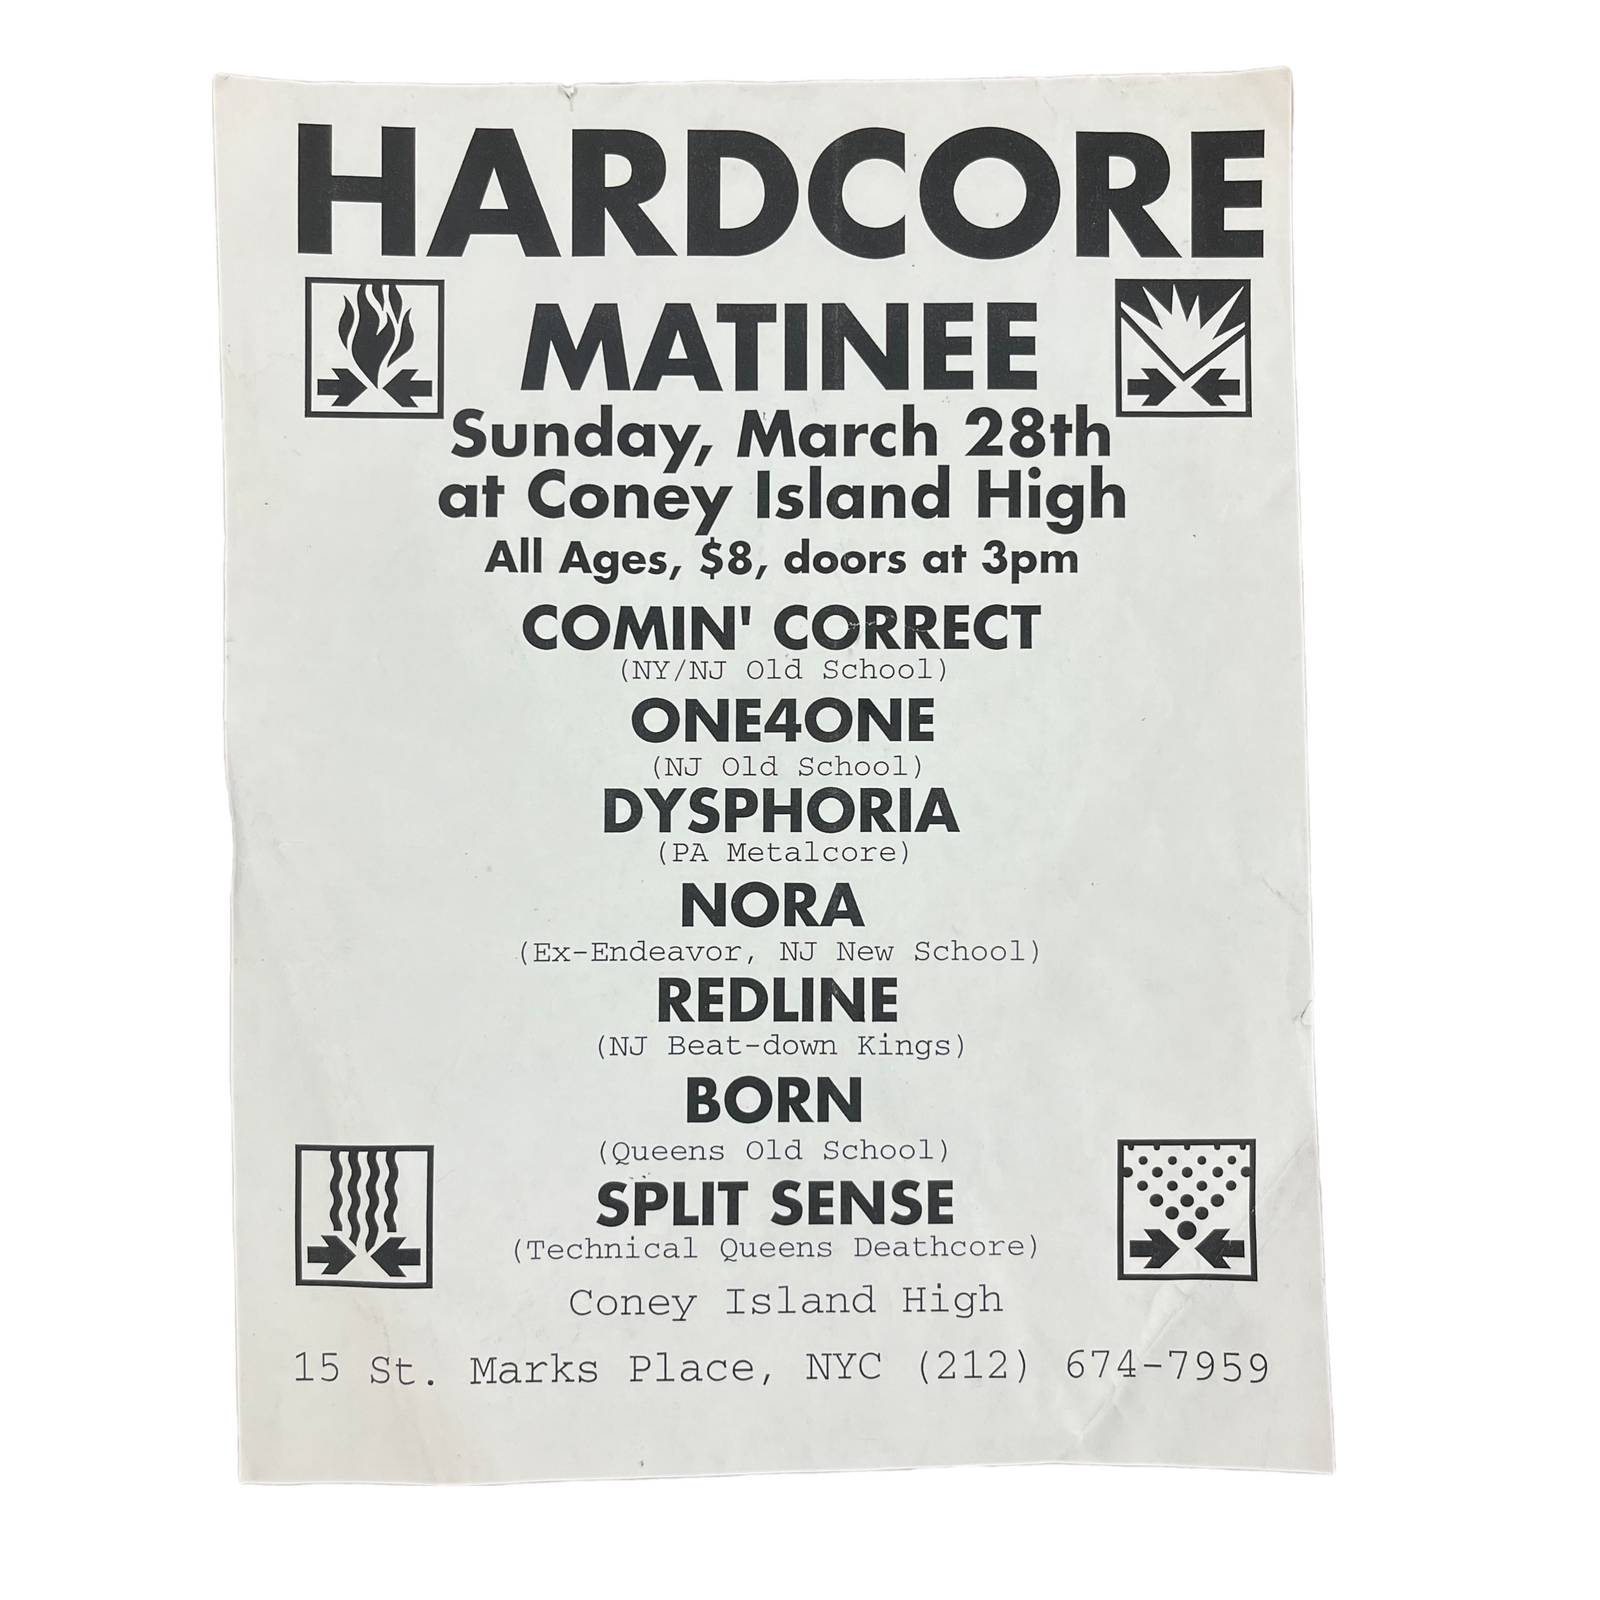 HARDCORE
MATINEE
Sunday, March 28th
at Coney Island High
All Ages, $8, doors at 3pm
COMIN' CORRECT
(NY/NJ Old School)
ONE4ONE
(NJ Old School)
DYSPHORIA
(PA Metalcore)
NORA
(Ex-Endeavor, NJ New School)
REDLINE
(NJ Beat-down Kings)
BORN
(Queens Old School)
SPLIT SENSE
(Technical Queens Deathcore)
Coney Island High
15 St. Marks Place, NYC (212) 674-7959